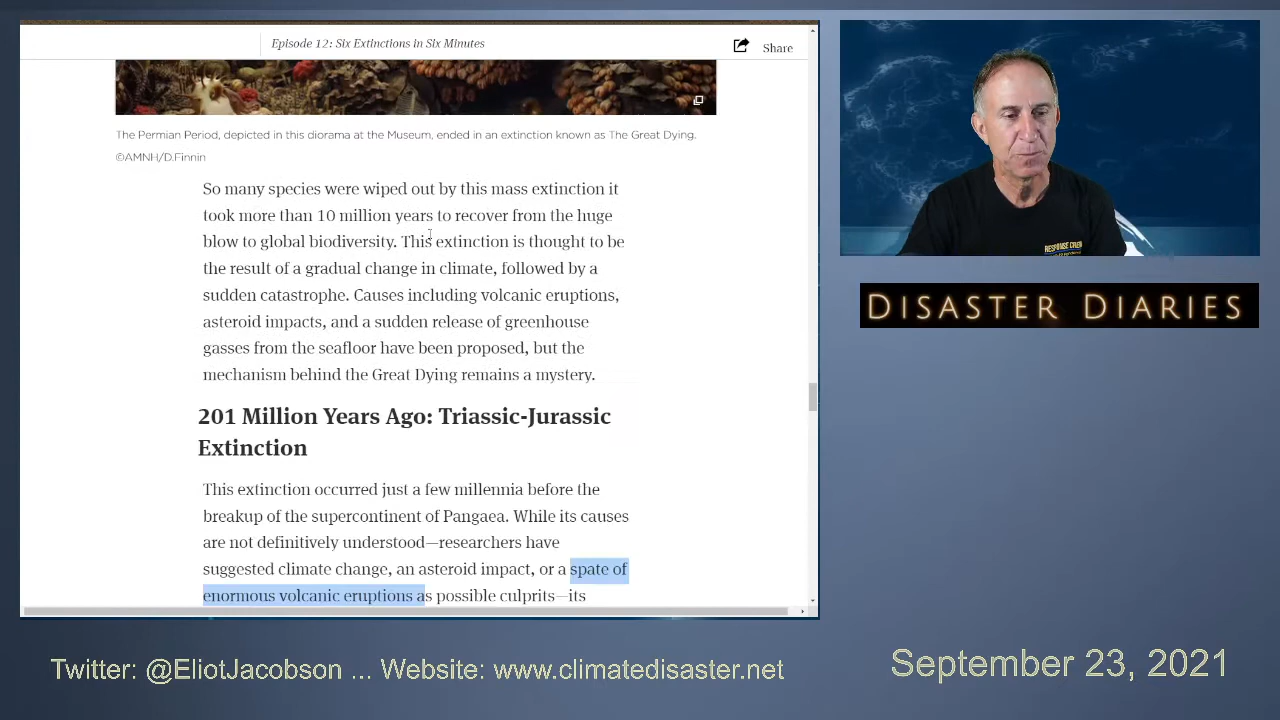 Episode 12: Six Extinctions in Six Minutes
Share
The Permian Period, depicted in this diorama at the Museum, ended in an extinction known as The Great Dying.
©AMNH/D.Finnin
So many species were wiped out by this mass extinction it
took more than 10 million years to recover from the huge
blow to global biodiversity. This extinction is thought to be
the result of a gradual change in climate, followed by a
sudden catastrophe. Causes including volcanic eruptions,
asteroid impacts, and a sudden release of greenhouse
gasses from the seafloor have been proposed, but the
mechanism behind the Great Dying remains a mystery.
201 Million Years Ago: Triassic-Jurassic
Extinction
This extinction occurred just a few millennia before the
breakup of the supercontinent of Pangaea. While its causes
are not definitively understood—researchers have
suggested climate change, an asteroid impact, or a spate of
enormous volcanic eruptions as possible culprits—its
RESPONSE CREW
DISASTER DIARIES
Twitter: @EliotJacobson ... Website: www.climatedisaster.net
September 23, 2021